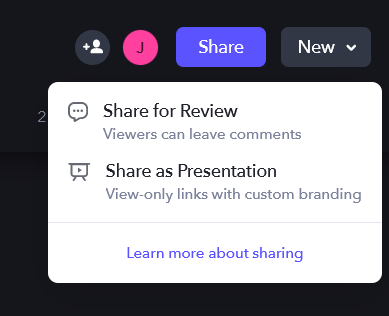 J
Share
New
2
Share for Review
Viewers can leave comments
Share as Presentation
View-only links with custom branding
Learn more about sharing